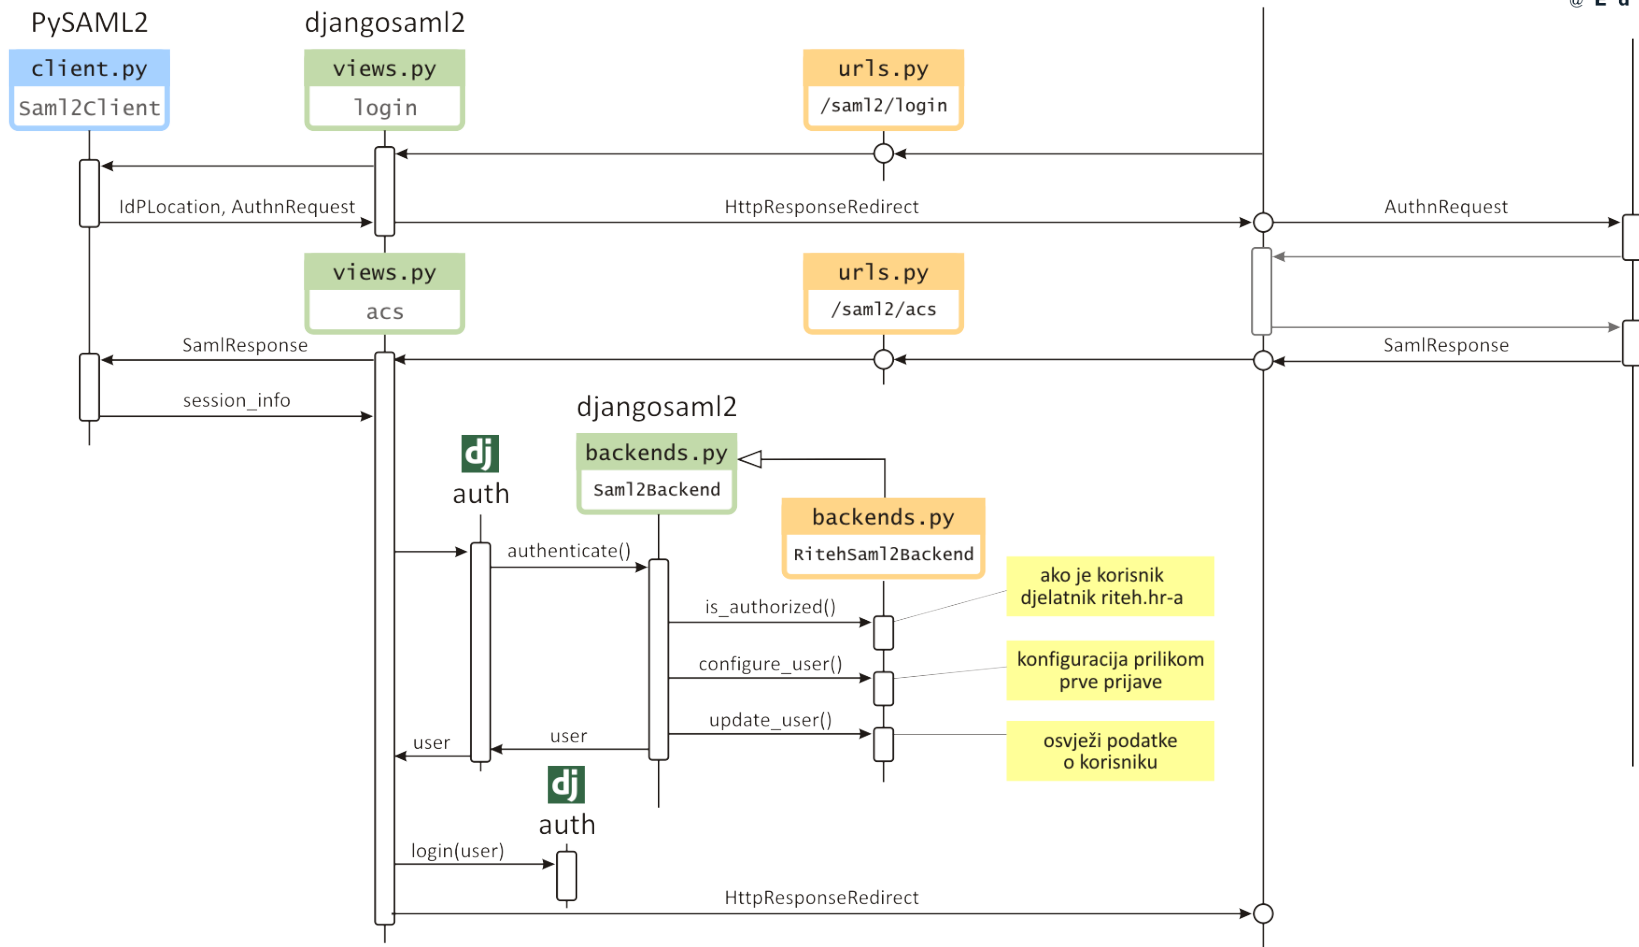 PySAML2
djangosaml2
client.py
views.py
urls.py
Saml2Client
login
/saml2/login
IdPLocation, AuthnRequest
HttpResponseRedirect
AuthnRequest
views.py
urls.py
acs
/saml2/acs
SamlResponse
SamlResponse
session_info
djangosaml2
dj
auth
backends.py
Saml2Backend
backends.py
RitehSaml2Backend
authenticate()
ako je korisnik
djelatnik riteh.hr-a
is_authorized()
configure_user()
konfiguracija prilikom
prve prijave
update_user()
user
user
osvježi podatke
o korisniku
dj
auth
login(user)
HttpResponseRedirect